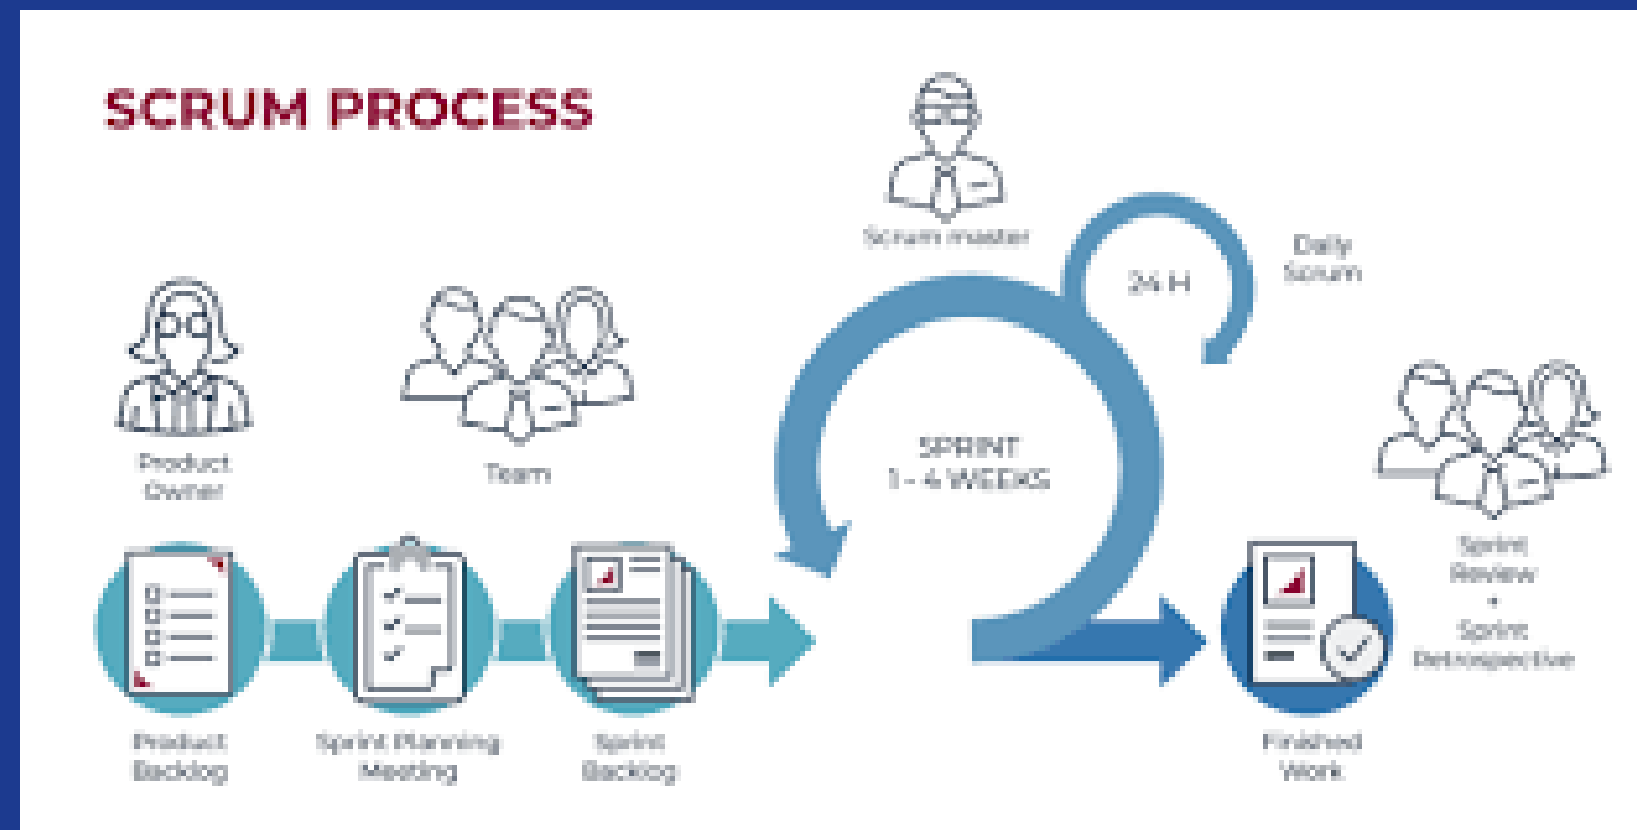 SCRUM PROCESS
Scrum master
Daily
Scrum
24 H
Product
Owner
Team
SPRINT
1 - 4 WEEKS
Sprint
Review
+
Sprint
Retrospective
Product
Backlog
Sprint Planning
Meeting
Sprint
Backlog
Finished
Work